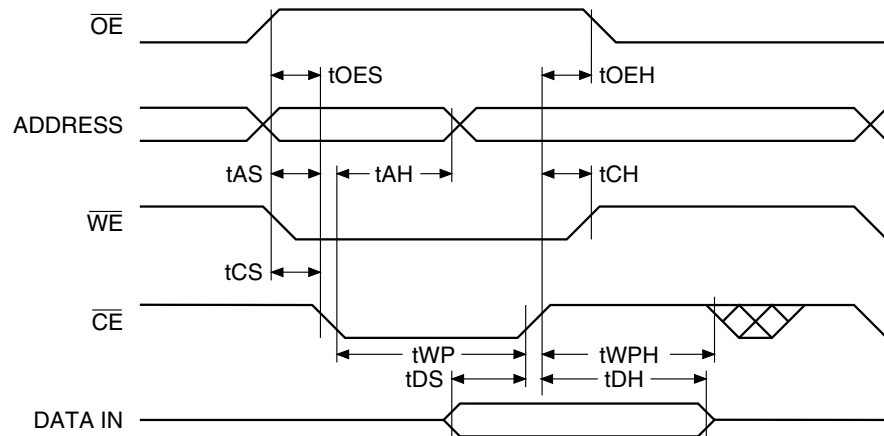 OE
tOES tOEH
ADDRESS
tAS tAH tCH
WE
tCS
CE
tWP tWPH
tDS tDH
DATA IN